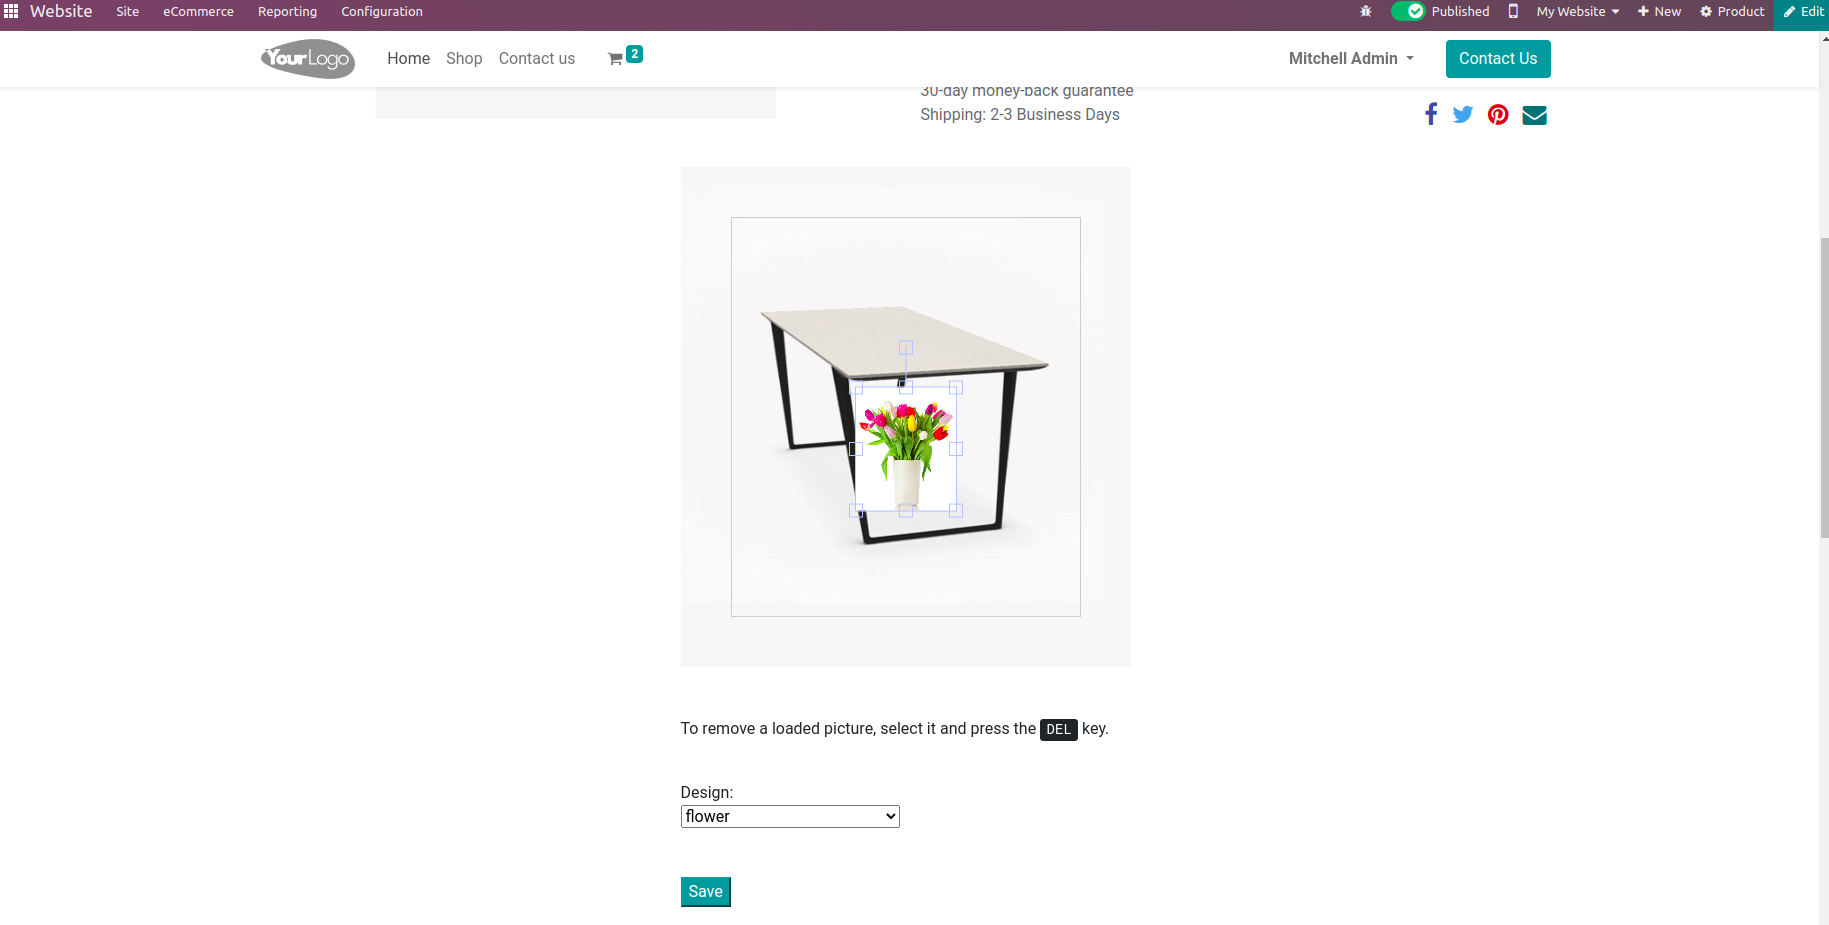 Website Site eCommerce Reporting Configuration Published My Website New Product Edit
YourLogo Home Shop Contact us 2 Mitchell Admin Contact Us
30-day money-back guarantee
Shipping: 2-3 Business Days
To remove a loaded picture, select it and press the DEL key.
Design:
flower
Save